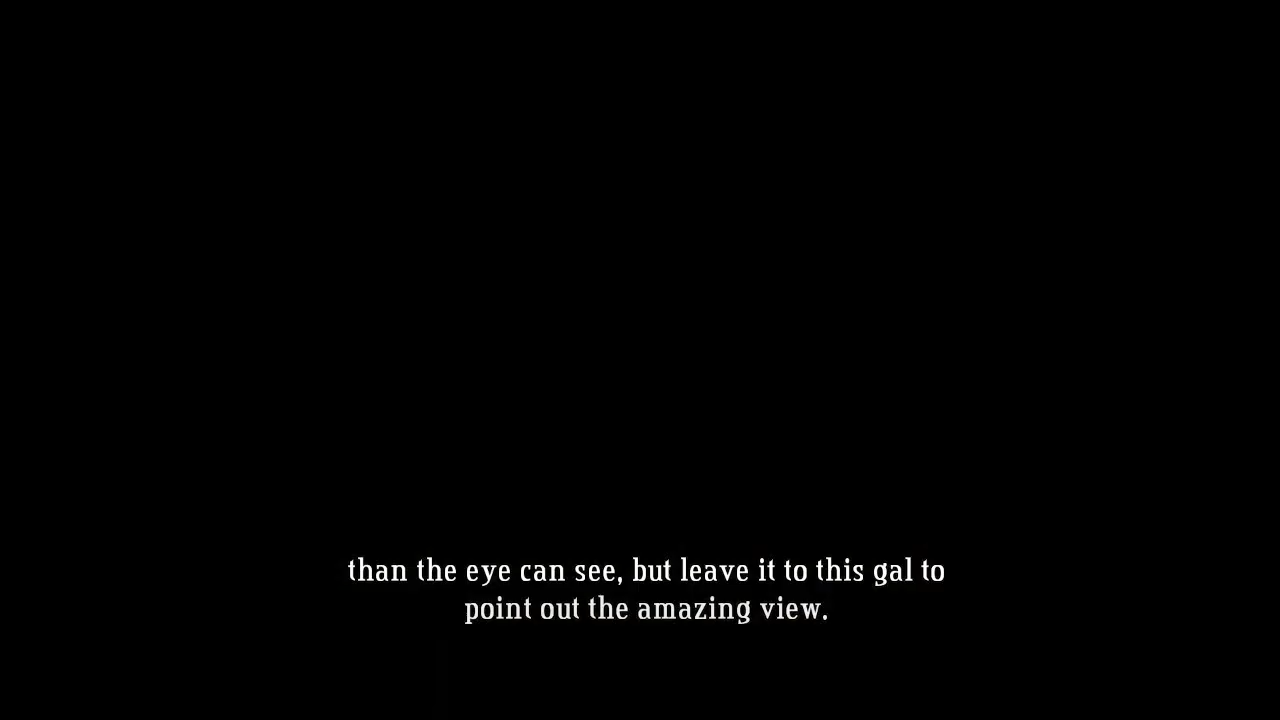 than the eye can see, but leave it to this gal to
point out the amazing view.